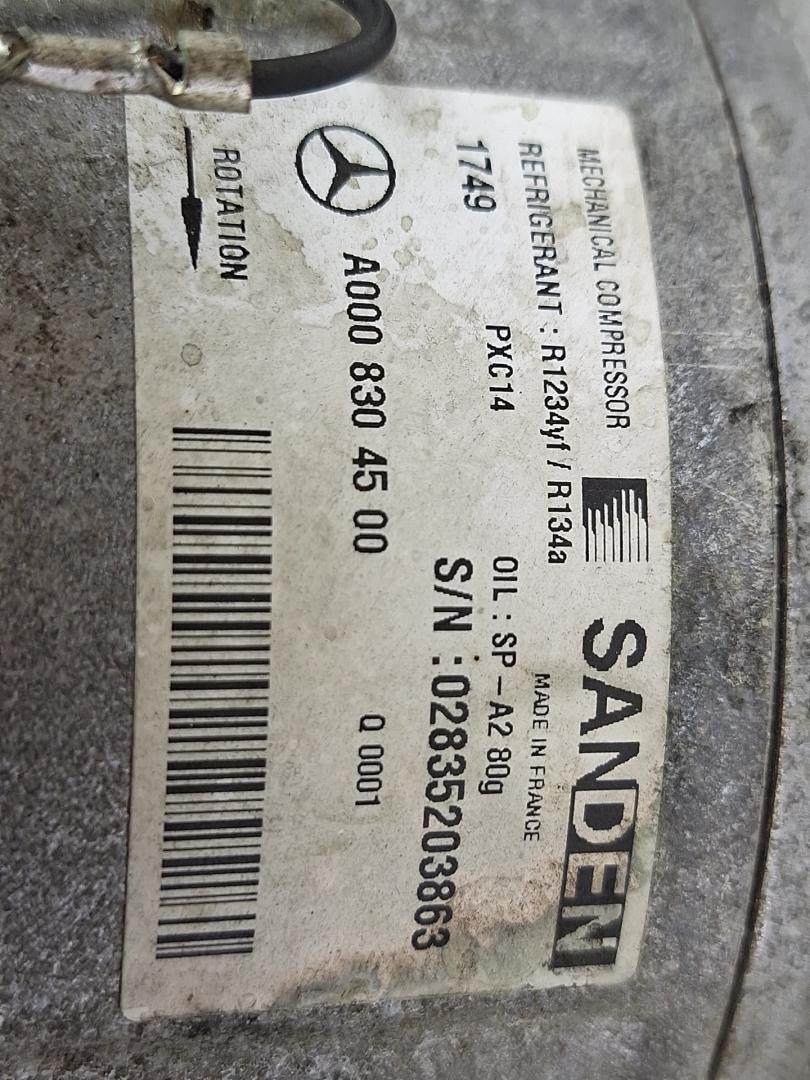 MECHANICAL COMPRESSOR SANDEN
REFRIGERANT : R1234yf / R134a MADE IN FRANCE
1749 PXC14 OIL : SP-A2 80g
S/N :02835203863
A000 830 45 00 Q 0001
ROTATION